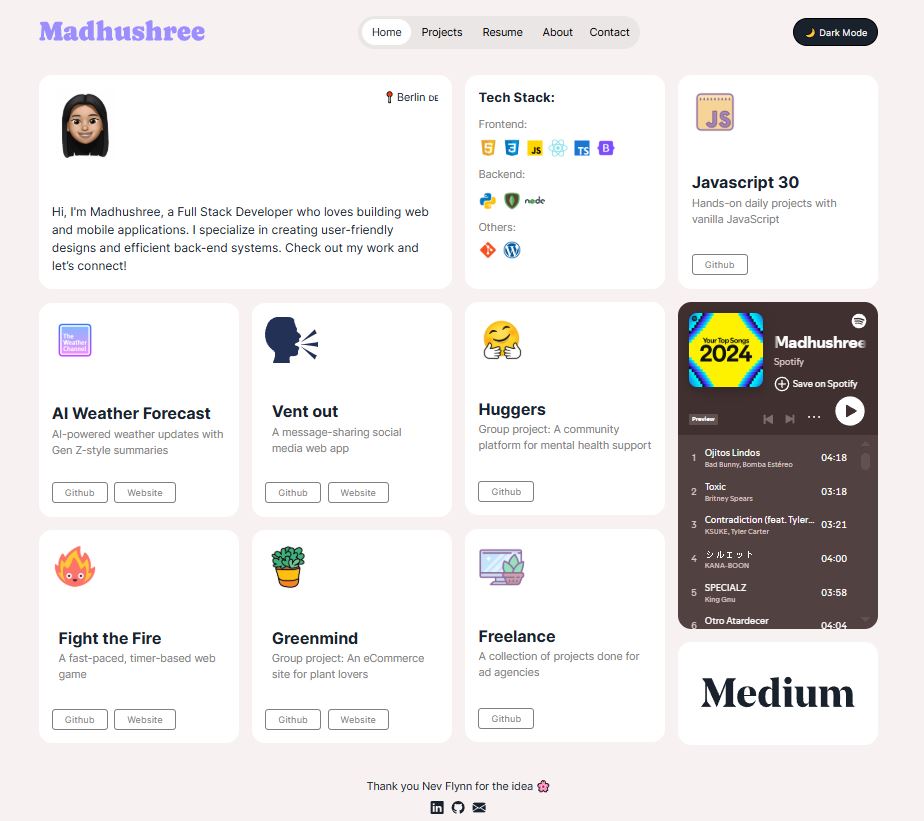 Madhushree
Home
Projects
Resume
About
Contact
🌙 Dark Mode
📍 Berlin DE
Hi, I'm Madhushree, a Full Stack Developer who loves building web
and mobile applications. I specialize in creating user-friendly
designs and efficient back-end systems. Check out my work and
let's connect!
Tech Stack:
Frontend:
JS
TS
B
Backend:
node
Others:
JS
Javascript 30
Hands-on daily projects with
vanilla JavaScript
Github
The
Weather
Channel
AI Weather Forecast
AI-powered weather updates with
Gen Z-style summaries
Github
Website
Vent out
A message-sharing social
media web app
Github
Website
Huggers
Group project: A community
platform for mental health support
Github
Your Top Songs
2024
Madhushree
Spotify
Save on Spotify
Preview
1 Ojitos Lindos 04:18
Bad Bunny, Bomba Estéreo
2 Toxic 03:18
Britney Spears
3 Contradiction (feat. Tyler... 03:21
KSUKE, Tyler Carter
4 シルエット 04:00
KANA-BOON
5 SPECIALZ 03:58
King Gnu
6 Otro Atardecer 04:04
Fight the Fire
A fast-paced, timer-based web
game
Github
Website
Greenmind
Group project: An eCommerce
site for plant lovers
Github
Website
Freelance
A collection of projects done for
ad agencies
Github
Medium
Thank you Nev Flynn for the idea 🌸